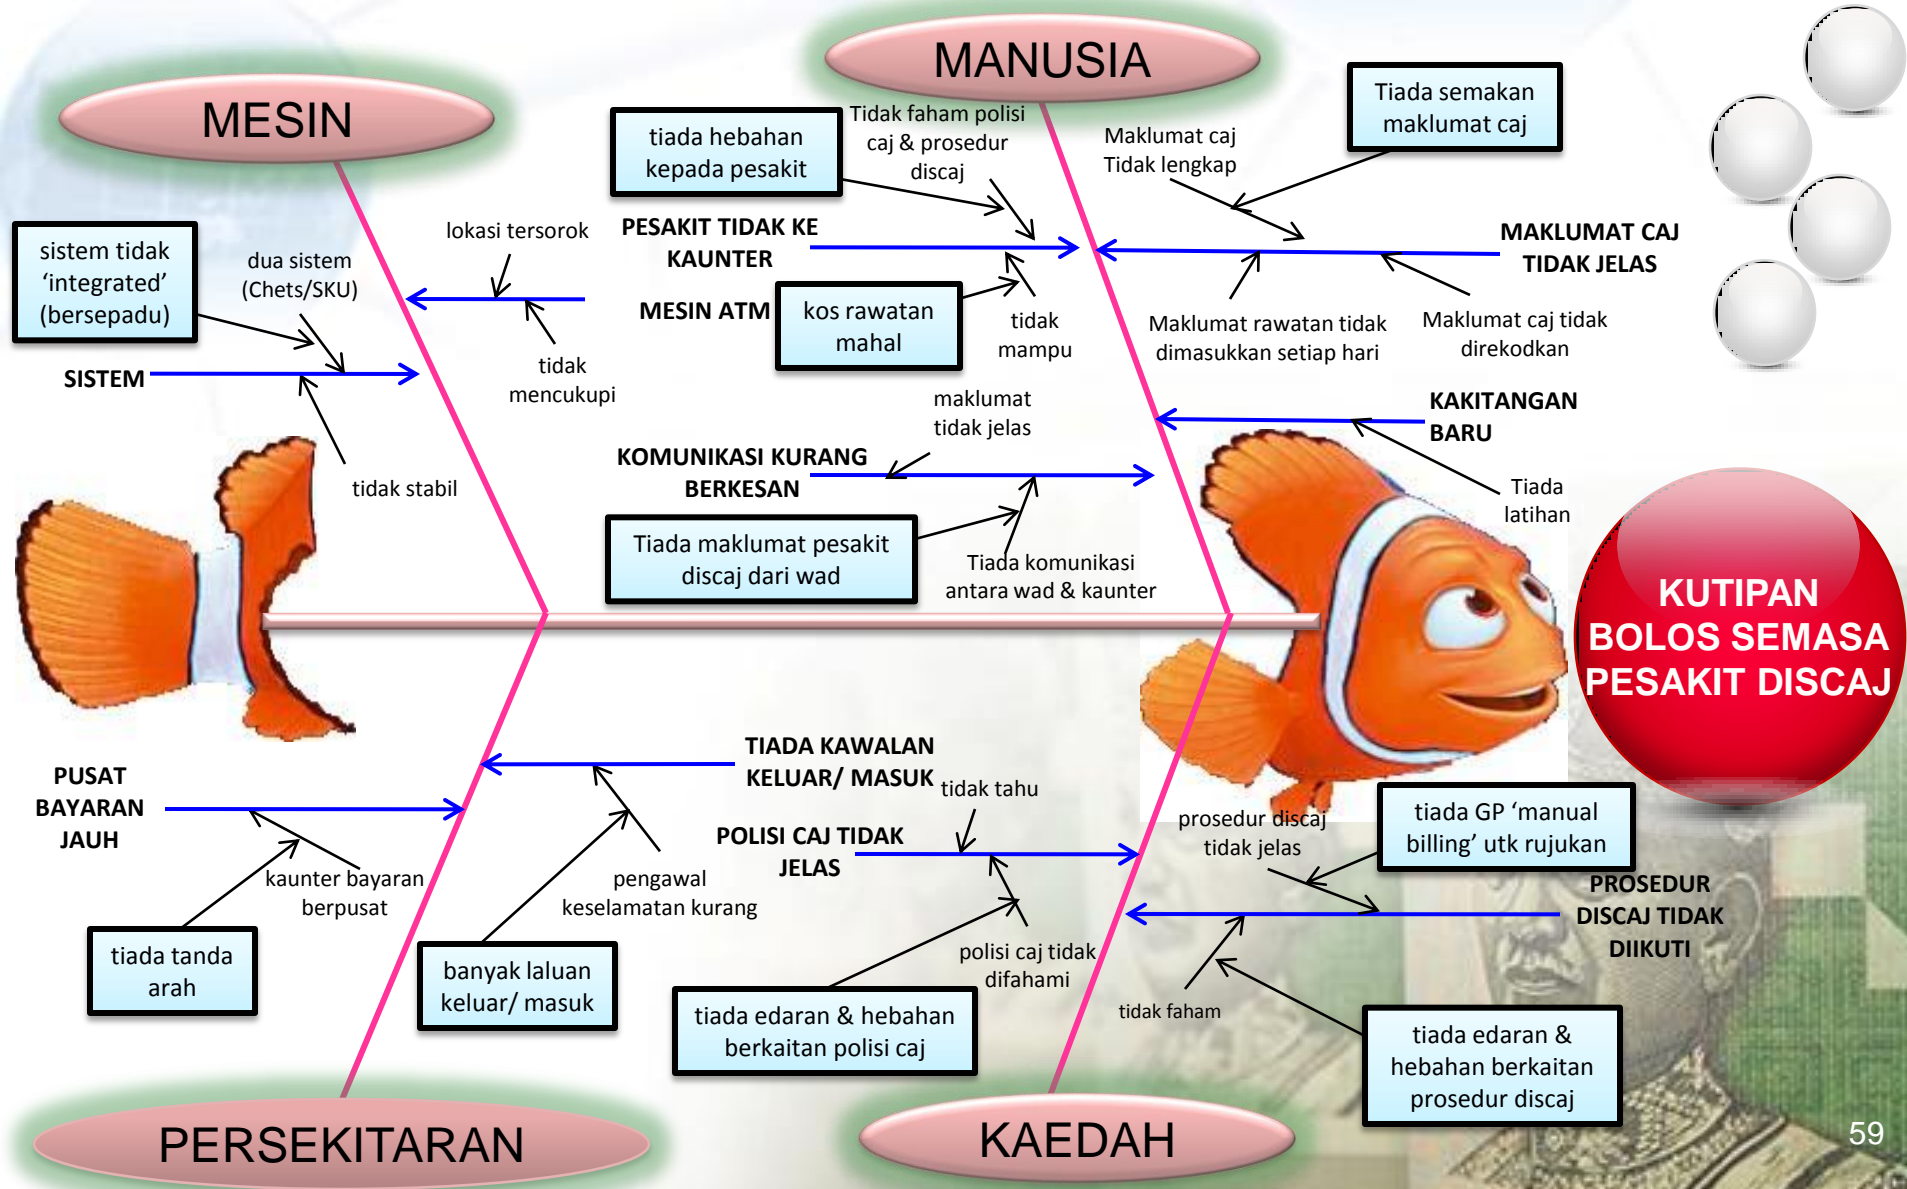 MANUSIA
MESIN
Tiada semakan
maklumat caj
tiada hebahan
kepada pesakit
Tidak faham polisi
caj & prosedur
discaj
Maklumat caj
Tidak lengkap
sistem tidak
‘integrated’
(bersepadu)
dua sistem
(Chets/SKU)
lokasi tersorok
PESAKIT TIDAK KE
KAUNTER
MAKLUMAT CAJ
TIDAK JELAS
MESIN ATM
kos rawatan
mahal
tidak
mampu
Maklumat rawatan tidak
dimasukkan setiap hari
Maklumat caj tidak
direkodkan
SISTEM
tidak
mencukupi
tidak stabil
maklumat
tidak jelas
KAKITANGAN
BARU
KOMUNIKASI KURANG
BERKESAN
Tiada
latihan
Tiada maklumat pesakit
discaj dari wad
Tiada komunikasi
antara wad & kaunter
KUTIPAN
BOLOS SEMASA
PESAKIT DISCAJ
PUSAT
BAYARAN
JAUH
TIADA KAWALAN
KELUAR/ MASUK
tidak tahu
POLISI CAJ TIDAK
JELAS
prosedur discaj
tidak jelas
tiada GP ‘manual
billing’ utk rujukan
kaunter bayaran
berpusat
pengawal
keselamatan kurang
PROSEDUR
DISCAJ TIDAK
DIIKUTI
tiada tanda
arah
banyak laluan
keluar/ masuk
polisi caj tidak
difahami
tiada edaran & hebahan
berkaitan polisi caj
tidak faham
tiada edaran &
hebahan berkaitan
prosedur discaj
PERSEKITARAN
KAEDAH
59